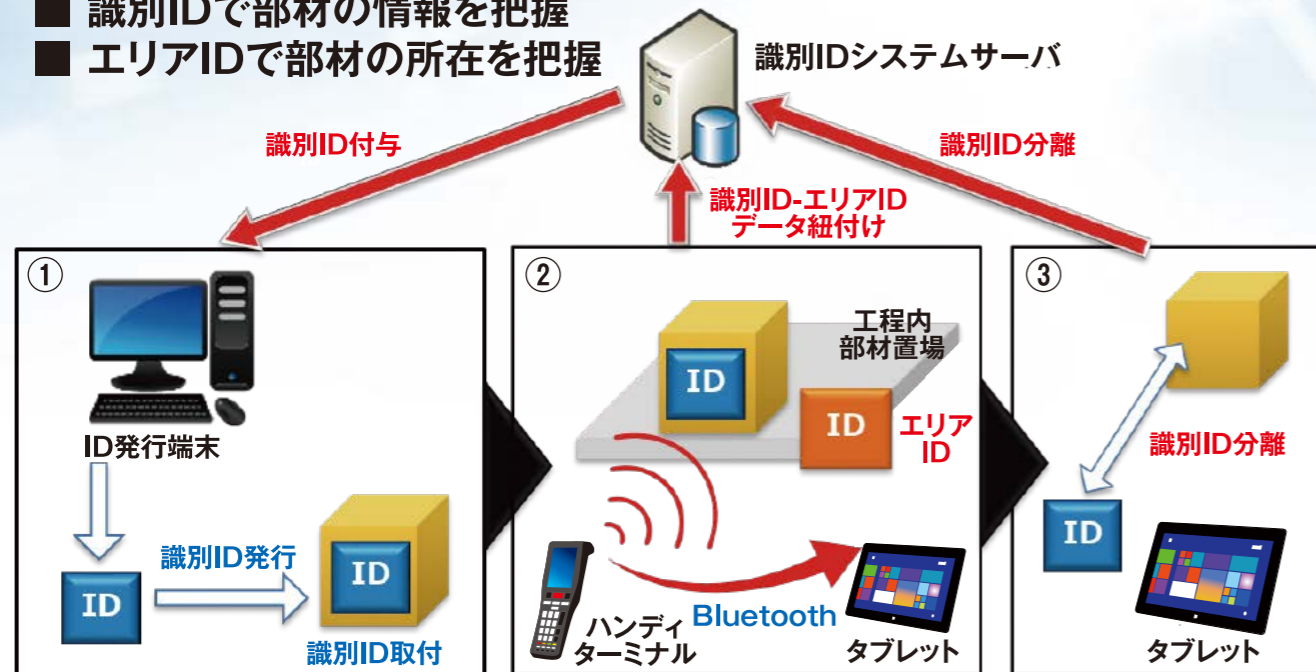 ■ 識別IDで部材の情報を把握
■ エリアIDで部材の所在を把握
識別IDシステムサーバ
識別ID付与
識別ID分離
識別ID-エリアID
データ紐付け
①
ID発行端末
ID
識別ID発行
ID
識別ID取付
②
工程内
部材置場
ID
ID
エリア
ID
ハンディ
ターミナル
Bluetooth
タブレット
③
識別ID分離
ID
タブレット